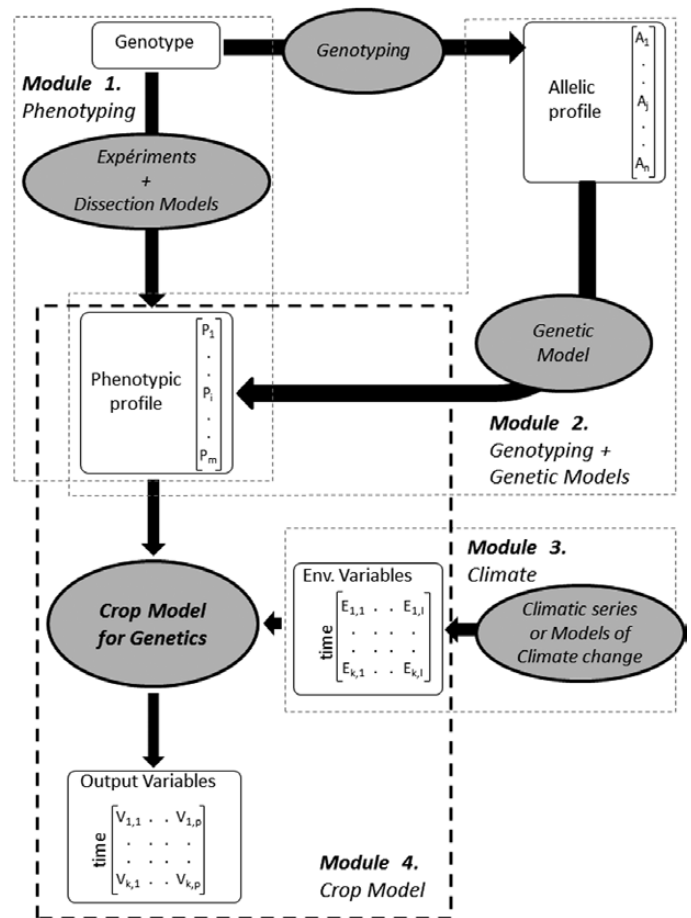 Genotype
Genotyping
Module 1.
Phenotyping
Allelic
profile
A1
.
.
Aj
.
.
An
Expériments
+
Dissection Models
Phenotypic
profile
P1
.
.
Pi
.
.
Pm
Genetic
Model
Module 2.
Genotyping +
Genetic Models
Module 3.
Climate
Env. Variables
time
E1,1 . . E1,l
. . . .
. . . .
Ek,1 . . Ek,l
Climatic series
or Models of
Climate change
Crop Model
for Genetics
Output Variables
time
V1,1 . . V1,p
. . . .
. . . .
Vk,1 . . Vk,p
Module 4.
Crop Model